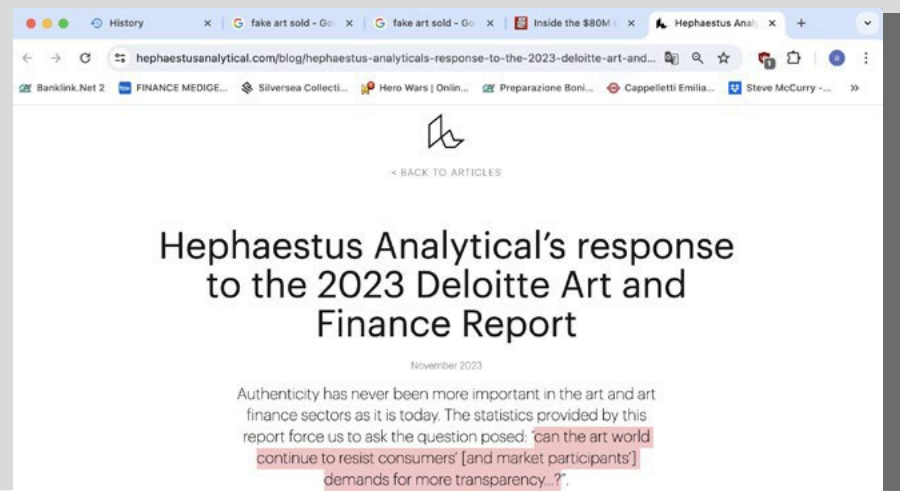 History
fake art sold - Go
fake art sold - Go
Inside the $80M
Hephaestus Anal
hephaestusanalytical.com/blog/hephaestus-analyticals-response-to-the-2023-deloitte-art-and...
1
a
Banklink.Net 2
FINANCE MEDIGE...
Silversea Collecti...
Hero Wars | Onlin...
Preparazione Boni...
Cappelletti Emilia...
Steve McCurry -...
»
< BACK TO ARTICLES
Hephaestus Analytical’s response
to the 2023 Deloitte Art and
Finance Report
November 2023
Authenticity has never been more important in the art and art
finance sectors as it is today. The statistics provided by this
report force us to ask the question posed: “can the art world
continue to resist consumers’ [and market participants’]
demands for more transparency...?”.